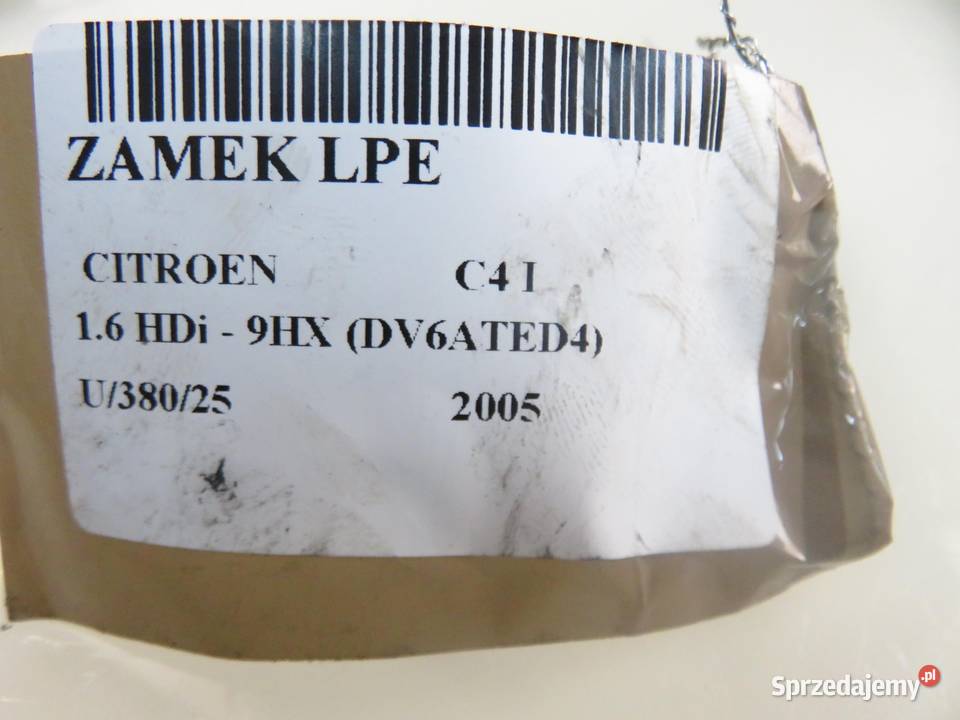 ZAMEK LPE
CITROEN C4 I
1.6 HDi - 9HX (DV6ATED4)
U/380/25 2005
Sprzedajemy.pl